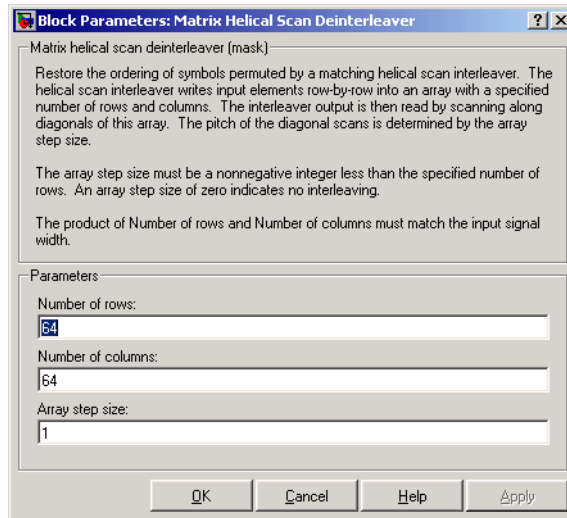 Block Parameters: Matrix Helical Scan Deinterleaver
Matrix helical scan deinterleaver (mask)
Restore the ordering of symbols permuted by a matching helical scan interleaver. The
helical scan interleaver writes input elements row-by-row into an array with a specified
number of rows and columns. The interleaver output is then read by scanning along
diagonals of this array. The pitch of the diagonal scans is determined by the array
step size.
The array step size must be a nonnegative integer less than the specified number of
rows. An array step size of zero indicates no interleaving.
The product of Number of rows and Number of columns must match the input signal
width.
Parameters
Number of rows:
64
Number of columns:
64
Array step size:
1
OK Cancel Help Apply